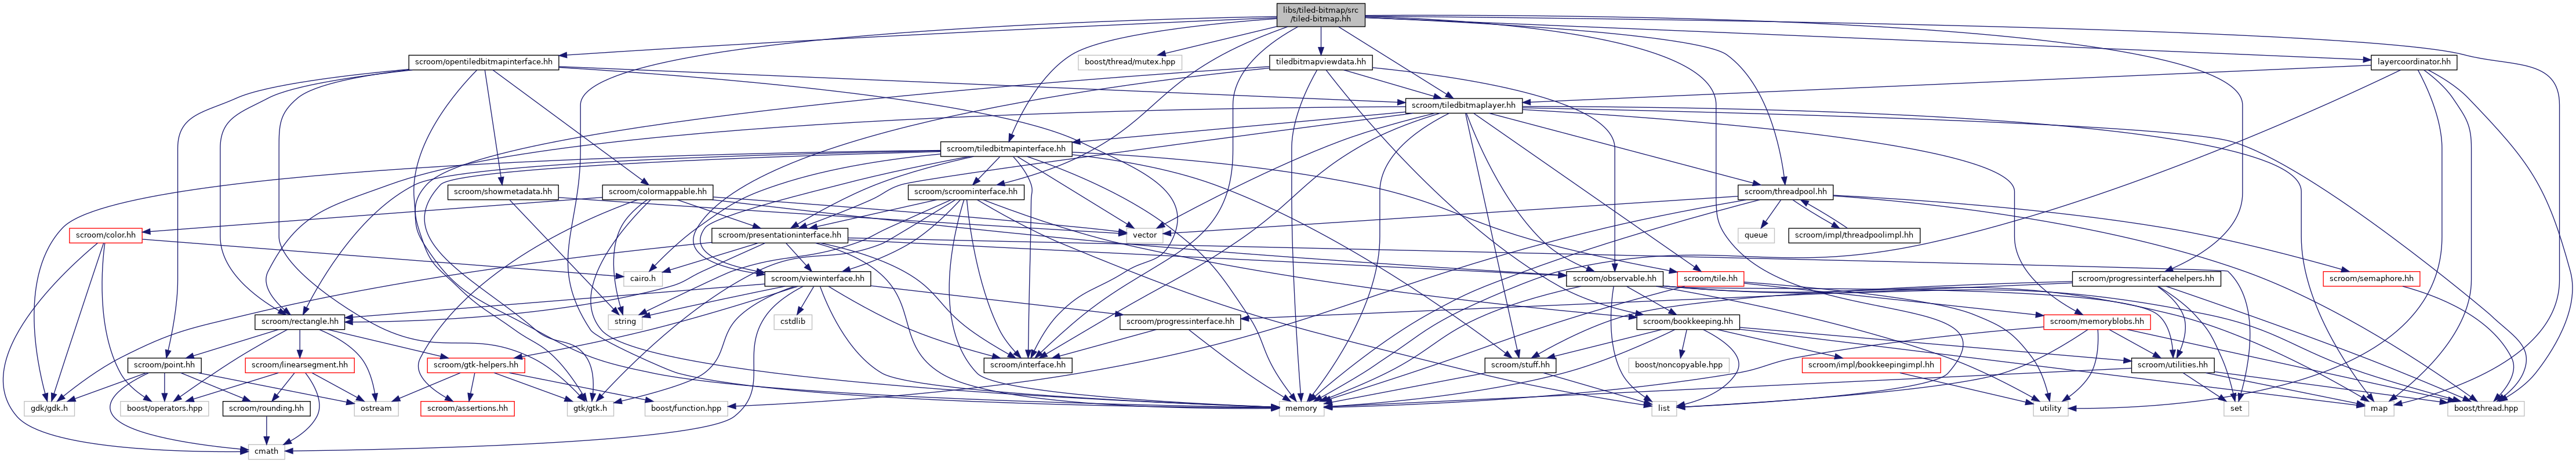 libs/tiled-bitmap/src
/tiled-bitmap.hh
scroom/opentiledbitmapinterface.hh
boost/thread/mutex.hpp
tiledbitmapviewdata.hh
layercoordinator.hh
scroom/tiledbitmaplayer.hh
scroom/tiledbitmapinterface.hh
scroom/showmetadata.hh
scroom/colormappable.hh
scroom/scroominterface.hh
scroom/threadpool.hh
scroom/color.hh
scroom/presentationinterface.hh
vector
queue
scroom/impl/threadpoolimpl.hh
cairo.h
scroom/viewinterface.hh
scroom/observable.hh
scroom/tile.hh
scroom/progressinterfacehelpers.hh
scroom/semaphore.hh
scroom/rectangle.hh
string
cstdlib
scroom/progressinterface.hh
scroom/bookkeeping.hh
scroom/memoryblobs.hh
scroom/point.hh
scroom/linearsegment.hh
scroom/gtk-helpers.hh
scroom/interface.hh
scroom/stuff.hh
boost/noncopyable.hpp
scroom/impl/bookkeepingimpl.hh
scroom/utilities.hh
gdk/gdk.h
boost/operators.hpp
scroom/rounding.hh
ostream
scroom/assertions.hh
gtk/gtk.h
boost/function.hpp
memory
list
utility
set
map
boost/thread.hpp
cmath